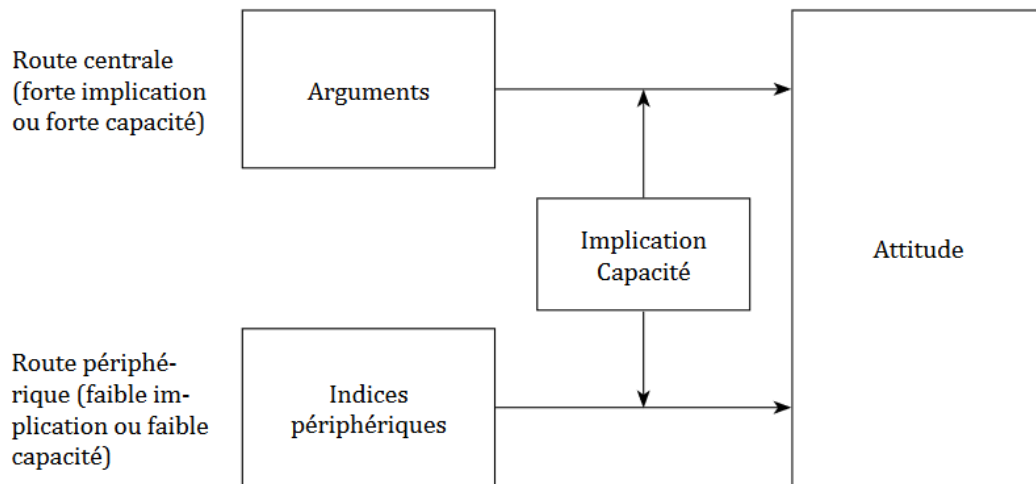 Route centrale
(forte implication
ou forte capacité)
Arguments
Implication
Capacité
Attitude
Route périphé-
rique (faible im-
plication ou faible
capacité)
Indices
périphériques